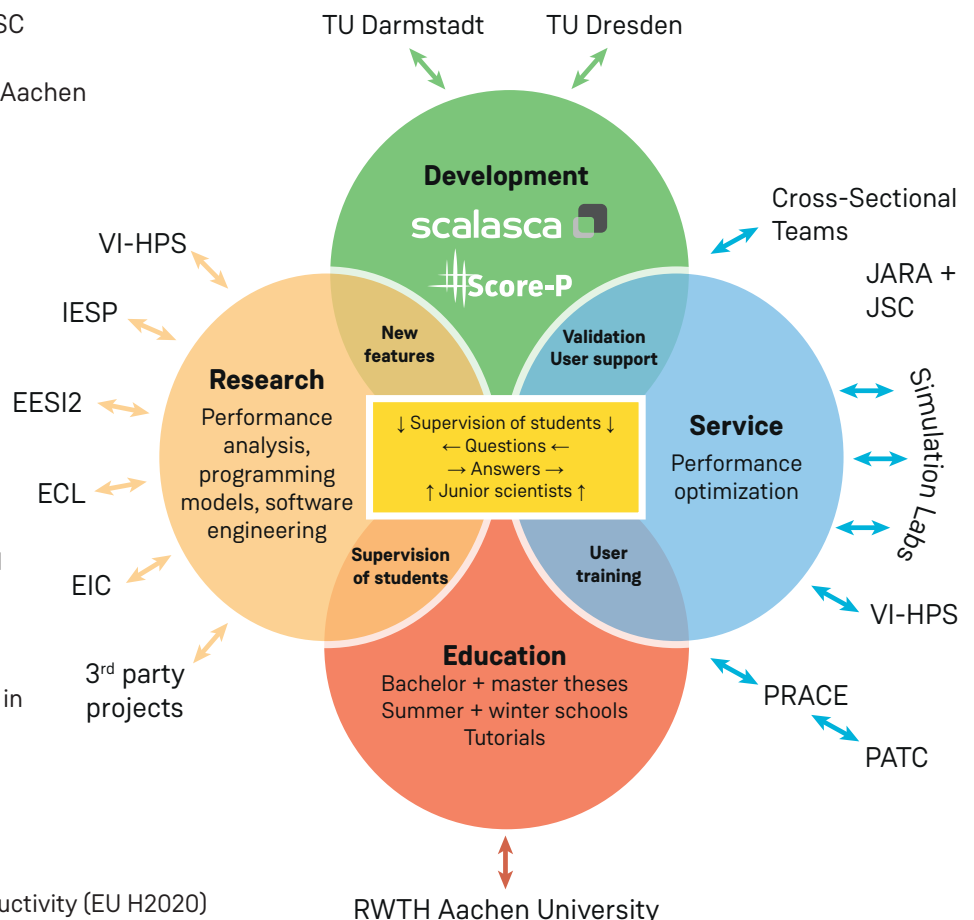 SC
Aachen
in
uctivity (EU H2020)
TU Darmstadt
TU Dresden
Development
scalasca
Score-P
Cross-Sectional
Teams
JARA +
JSC
VI-HPS
IESP
EESI2
ECL
EIC
3rd party
projects
New
features
Validation
User support
Research
Performance
analysis,
programming
models, software
engineering
↓ Supervision of students ↓
← Questions ←
→ Answers →
↑ Junior scientists ↑
Service
Performance
optimization
Simulation Labs
Supervision
of students
User
training
VI-HPS
PRACE
PATC
Education
Bachelor + master theses
Summer + winter schools
Tutorials
RWTH Aachen University